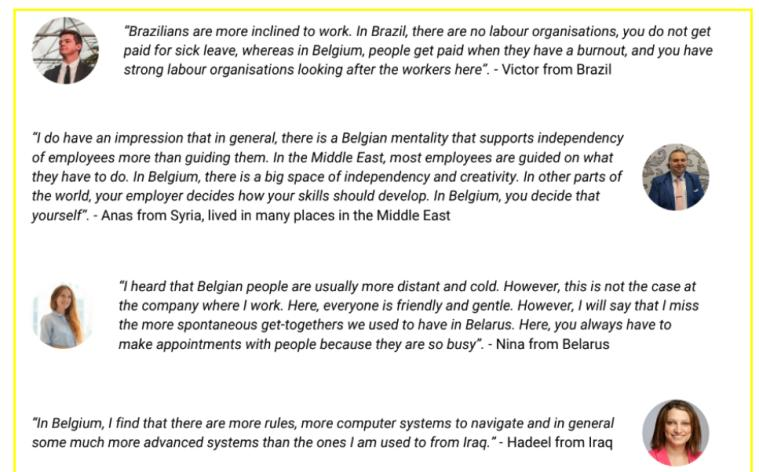 “Brazilians are more inclined to work. In Brazil, there are no labour organisations, you do not get
paid for sick leave, whereas in Belgium, people get paid when they have a burnout, and you have
strong labour organisations looking after the workers here”. - Victor from Brazil
“I do have an impression that in general, there is a Belgian mentality that supports independency
of employees more than guiding them. In the Middle East, most employees are guided on what
they have to do. In Belgium, there is a big space of independency and creativity. In other parts of
the world, your employer decides how your skills should develop. In Belgium, you decide that
yourself”. - Anas from Syria, lived in many places in the Middle East
“I heard that Belgian people are usually more distant and cold. However, this is not the case at
the company where I work. Here, everyone is friendly and gentle. However, I will say that I miss
the more spontaneous get-togethers we used to have in Belarus. Here, you always have to
make appointments with people because they are so busy”. - Nina from Belarus
“In Belgium, I find that there are more rules, more computer systems to navigate and in general
some much more advanced systems than the ones I am used to from Iraq.” - Hadeel from Iraq